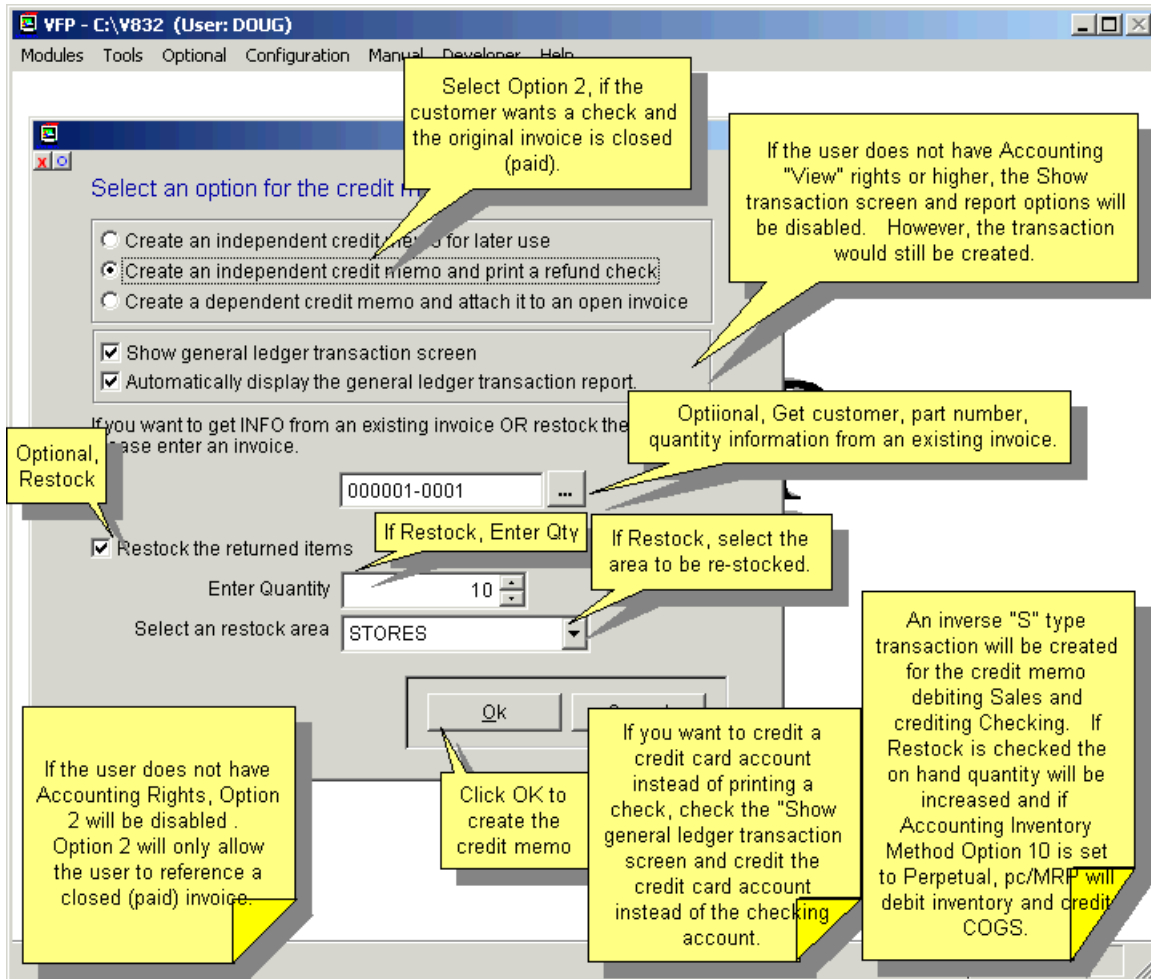 VFP - C:\V832 (User: DOUG)
Modules Tools Optional Configuration Manual Developer Help
Select Option 2, if the
customer wants a check and
the original invoice is closed
(paid).
If the user does not have Accounting
"View" rights or higher, the Show
transaction screen and report options will
be disabled. However, the transaction
would still be created.
Select an option for the credit
Create an independent credit memo for later use
Create an independent credit memo and print a refund check
Create a dependent credit memo and attach it to an open invoice
Show general ledger transaction screen
Automatically display the general ledger transaction report.
If you want to get INFO from an existing invoice OR restock the
please enter an invoice.
Optiional, Get customer, part number,
quantity information from an existing invoice.
Optional,
Restock
000001-0001
...
If Restock, Enter Qty
If Restock, select the
area to be re-stocked.
Restock the returned items
Enter Quantity 10
Select an restock area STORES
Ok
An inverse "S" type
transaction will be created
for the credit memo
debiting Sales and
crediting Checking. If
Restock is checked the
on hand quantity will be
increased and if
Accounting Inventory
Method Option 10 is set
to Perpetual, pc/MRP will
debit inventory and credit
COGS.
If the user does not have
Accounting Rights, Option
2 will be disabled .
Option 2 will only allow
the user to reference a
closed (paid) invoice.
Click OK to
create the
credit memo
If you want to credit a
credit card account
instead of printing a
check, check the "Show
general ledger transaction
screen and credit the
credit card account
instead of the checking
account.